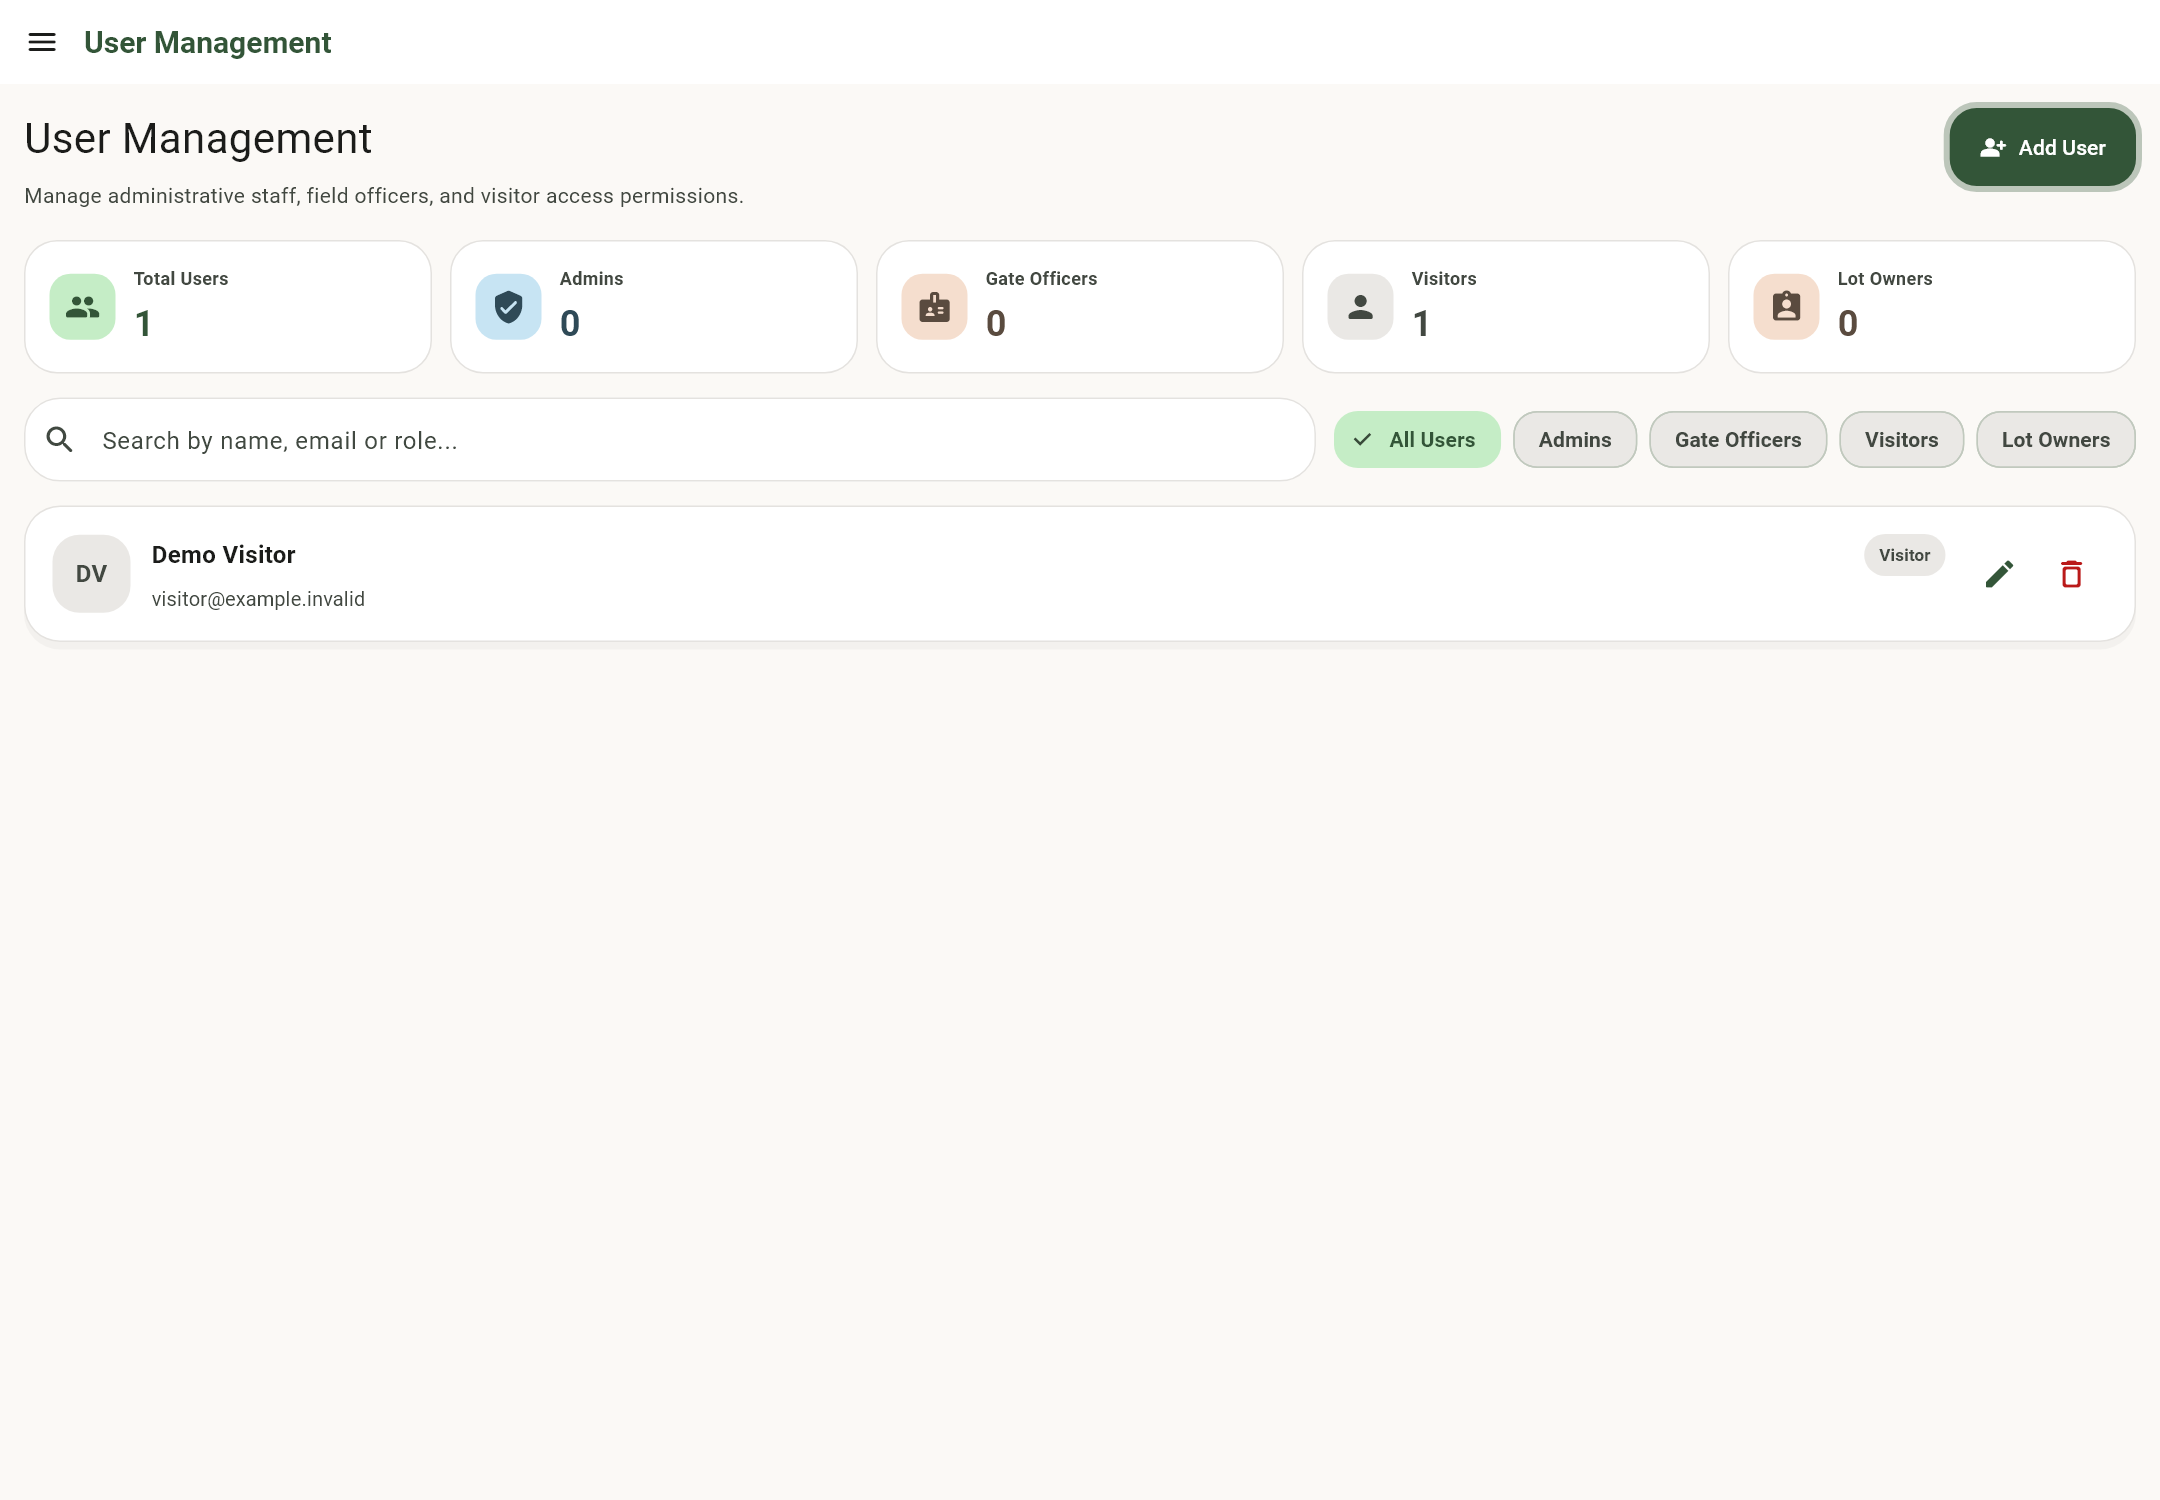 User Management
User Management
Add User
Manage administrative staff, field officers, and visitor access permissions.
Total Users
1
Admins
0
Gate Officers
0
Visitors
1
Lot Owners
0
Search by name, email or role...
All Users
Admins
Gate Officers
Visitors
Lot Owners
DV
Demo Visitor
visitor@example.invalid
Visitor